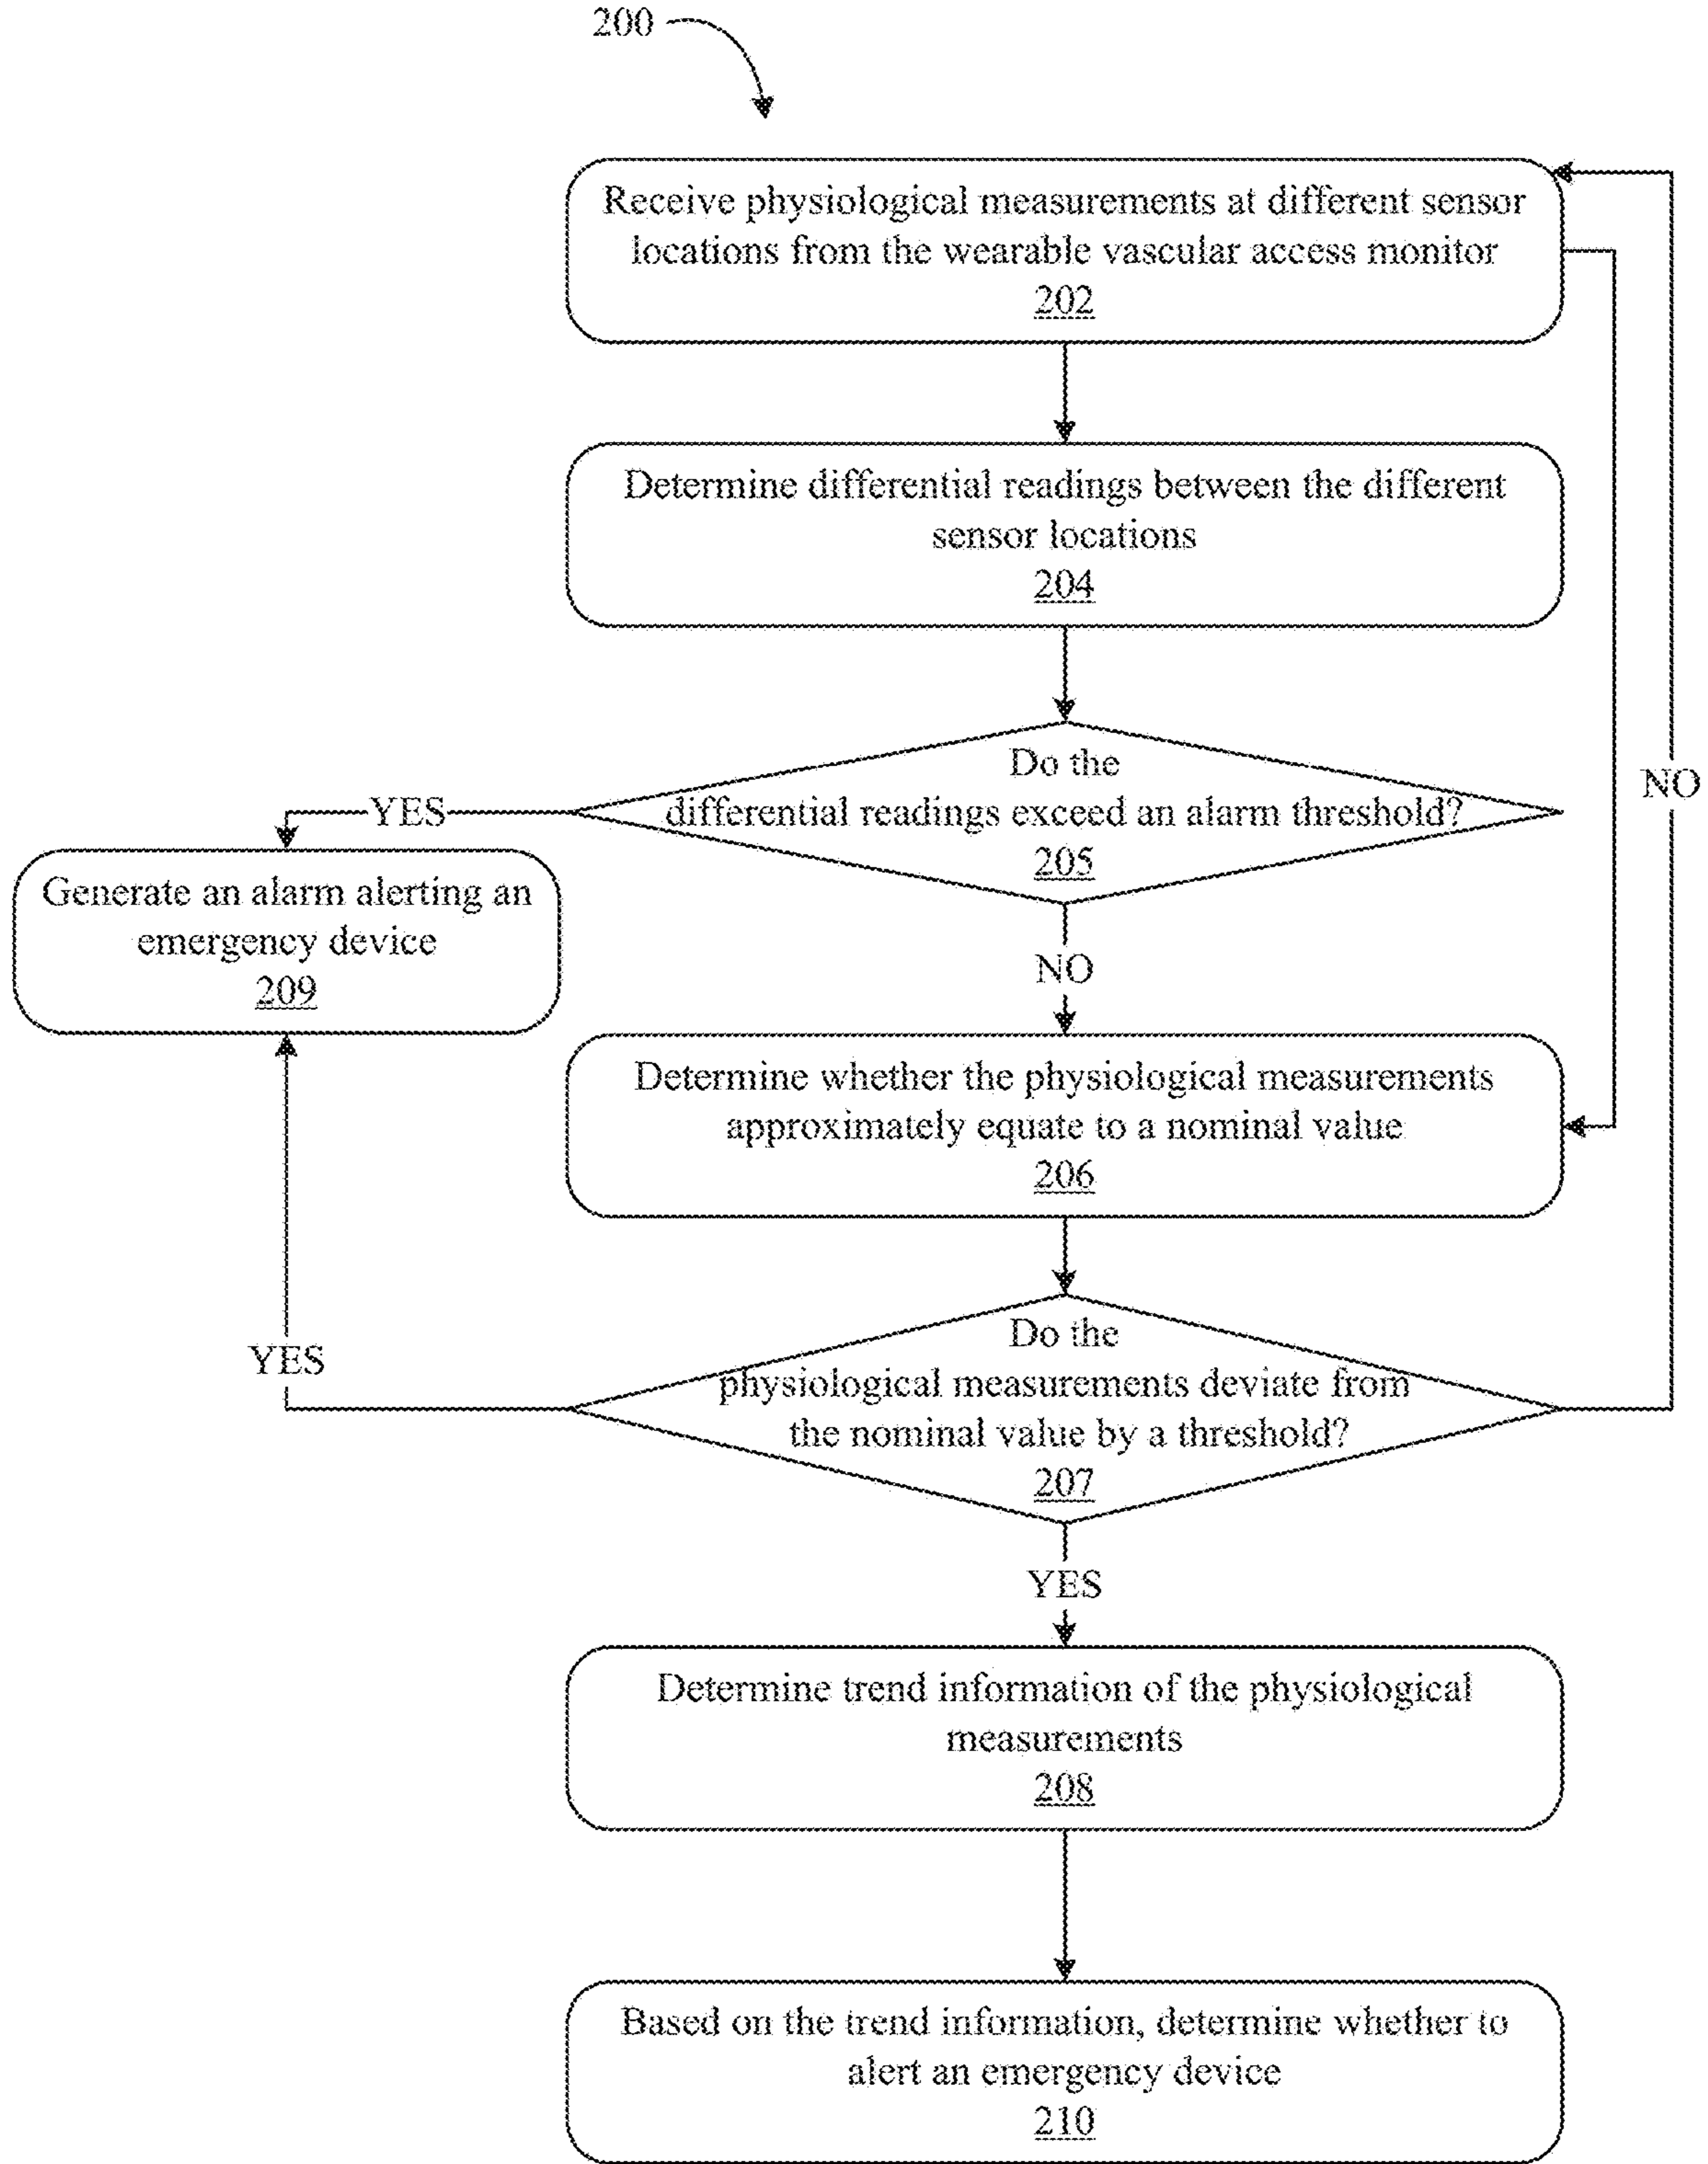 200
Receive physiological measurements at different sensor
locations from the wearable vascular access monitor
202
Determine differential readings between the different
sensor locations
204
Do the
differential readings exceed an alarm threshold?
205
YES
NO
Generate an alarm alerting an
emergency device
209
NO
Determine whether the physiological measurements
approximately equate to a nominal value
206
Do the
physiological measurements deviate from
the nominal value by a threshold?
207
YES
YES
Determine trend information of the physiological
measurements
208
Based on the trend information, determine whether to
alert an emergency device
210